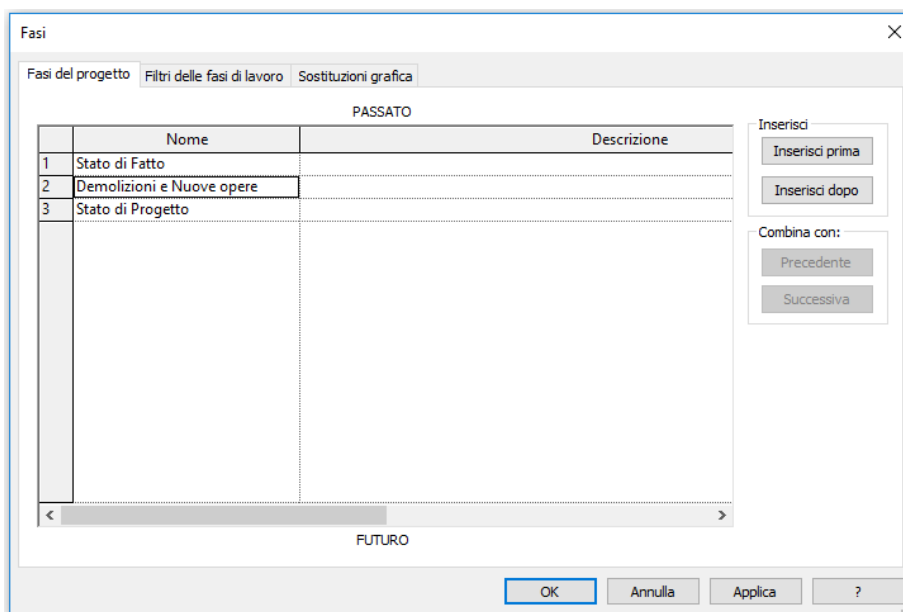 Fasi
Fasi del progetto Filtri delle fasi di lavoro Sostituzioni grafica
PASSATO
Nome Descrizione
1 Stato di Fatto
2 Demolizioni e Nuove opere
3 Stato di Progetto
Inserisci
Inserisci prima
Inserisci dopo
Combina con:
Precedente
Successiva
FUTURO
OK Annulla Applica ?